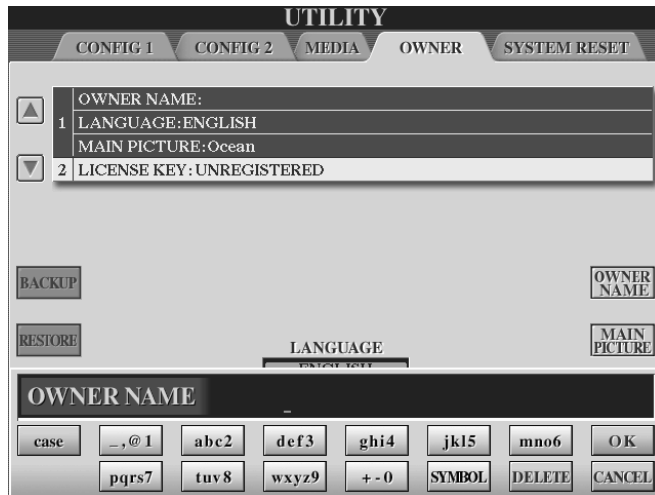 UTILITY
CONFIG 1 CONFIG 2 MEDIA OWNER SYSTEM RESET
OWNER NAME:
1 LANGUAGE:ENGLISH
MAIN PICTURE:Ocean
2 LICENSE KEY:UNREGISTERED
BACKUP OWNER NAME
RESTORE LANGUAGE MAIN PICTURE
ENGLISH
OWNER NAME _
case _,@1 abc2 def3 ghi4 jkl5 mno6 OK
pqrs7 tuv8 wxyz9 +-0 SYMBOL DELETE CANCEL